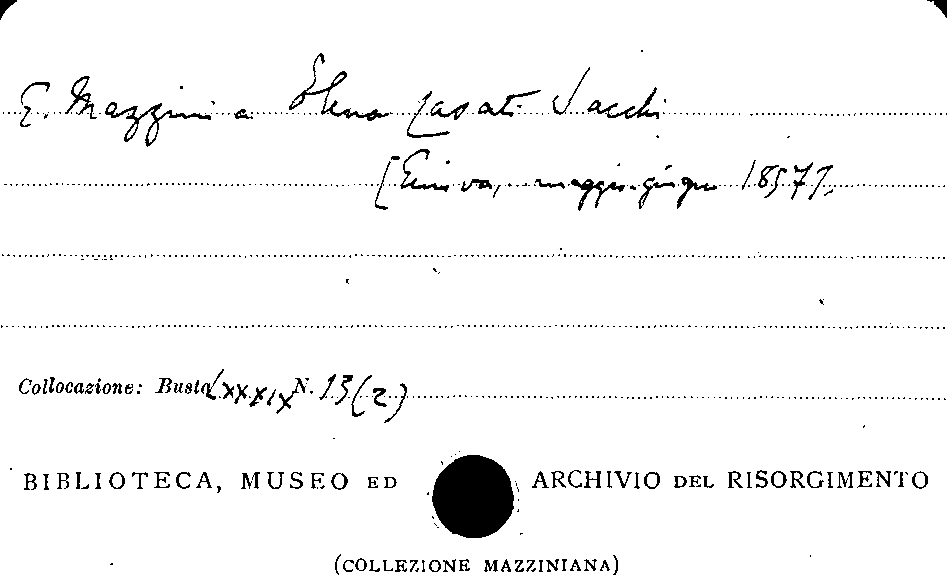 G. Mazzini a Elena Casati Sacchi
[Ginevra, maggio-giugno 1857].
Collocazione: Busta LXXXIX N. 13(2)
BIBLIOTECA, MUSEO ED ARCHIVIO DEL RISORGIMENTO
(COLLEZIONE MAZZINIANA)